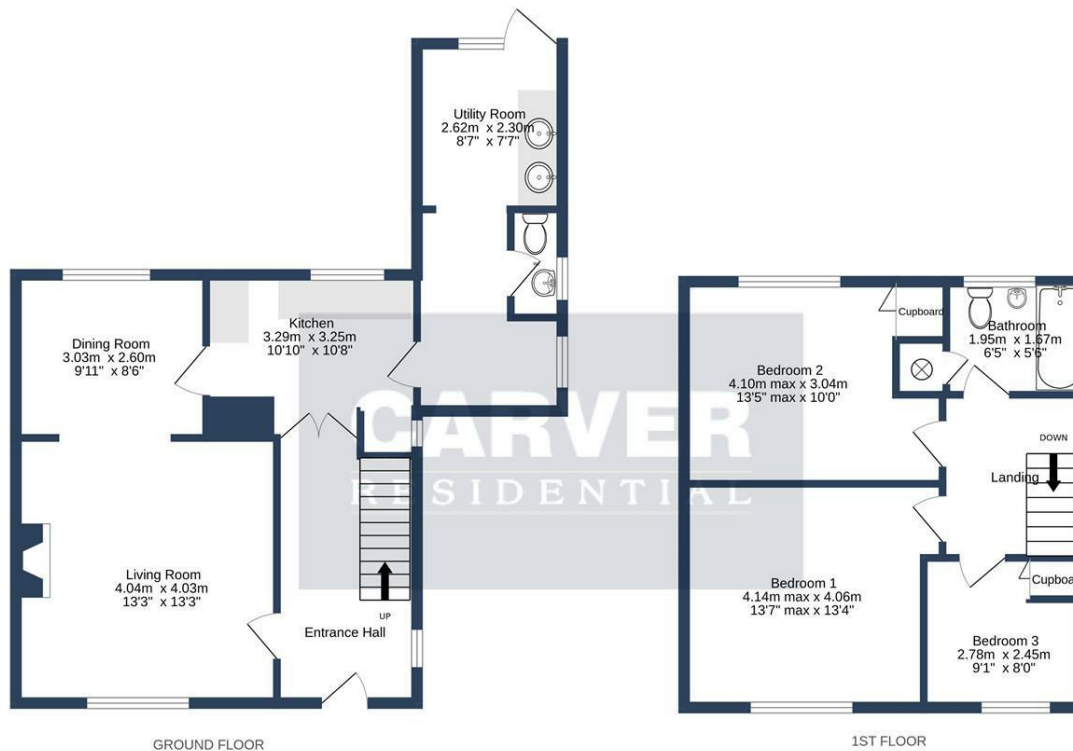 Utility Room
2.62m x 2.30m
8'7" x 7'7"
Kitchen
3.29m x 3.25m
10'10" x 10'8"
Dining Room
3.03m x 2.60m
9'11" x 8'6"
Living Room
4.04m x 4.03m
13'3" x 13'3"
UP
Entrance Hall
GROUND FLOOR
CARVER
RESIDENTIAL
Cupboard
Bathroom
1.95m x 1.67m
6'5" x 5'6"
Bedroom 2
4.10m max x 3.04m
13'5" max x 10'0"
DOWN
Landing
Bedroom 1
4.14m max x 4.06m
13'7" max x 13'4"
Cupboa
Bedroom 3
2.78m x 2.45m
9'1" x 8'0"
1ST FLOOR